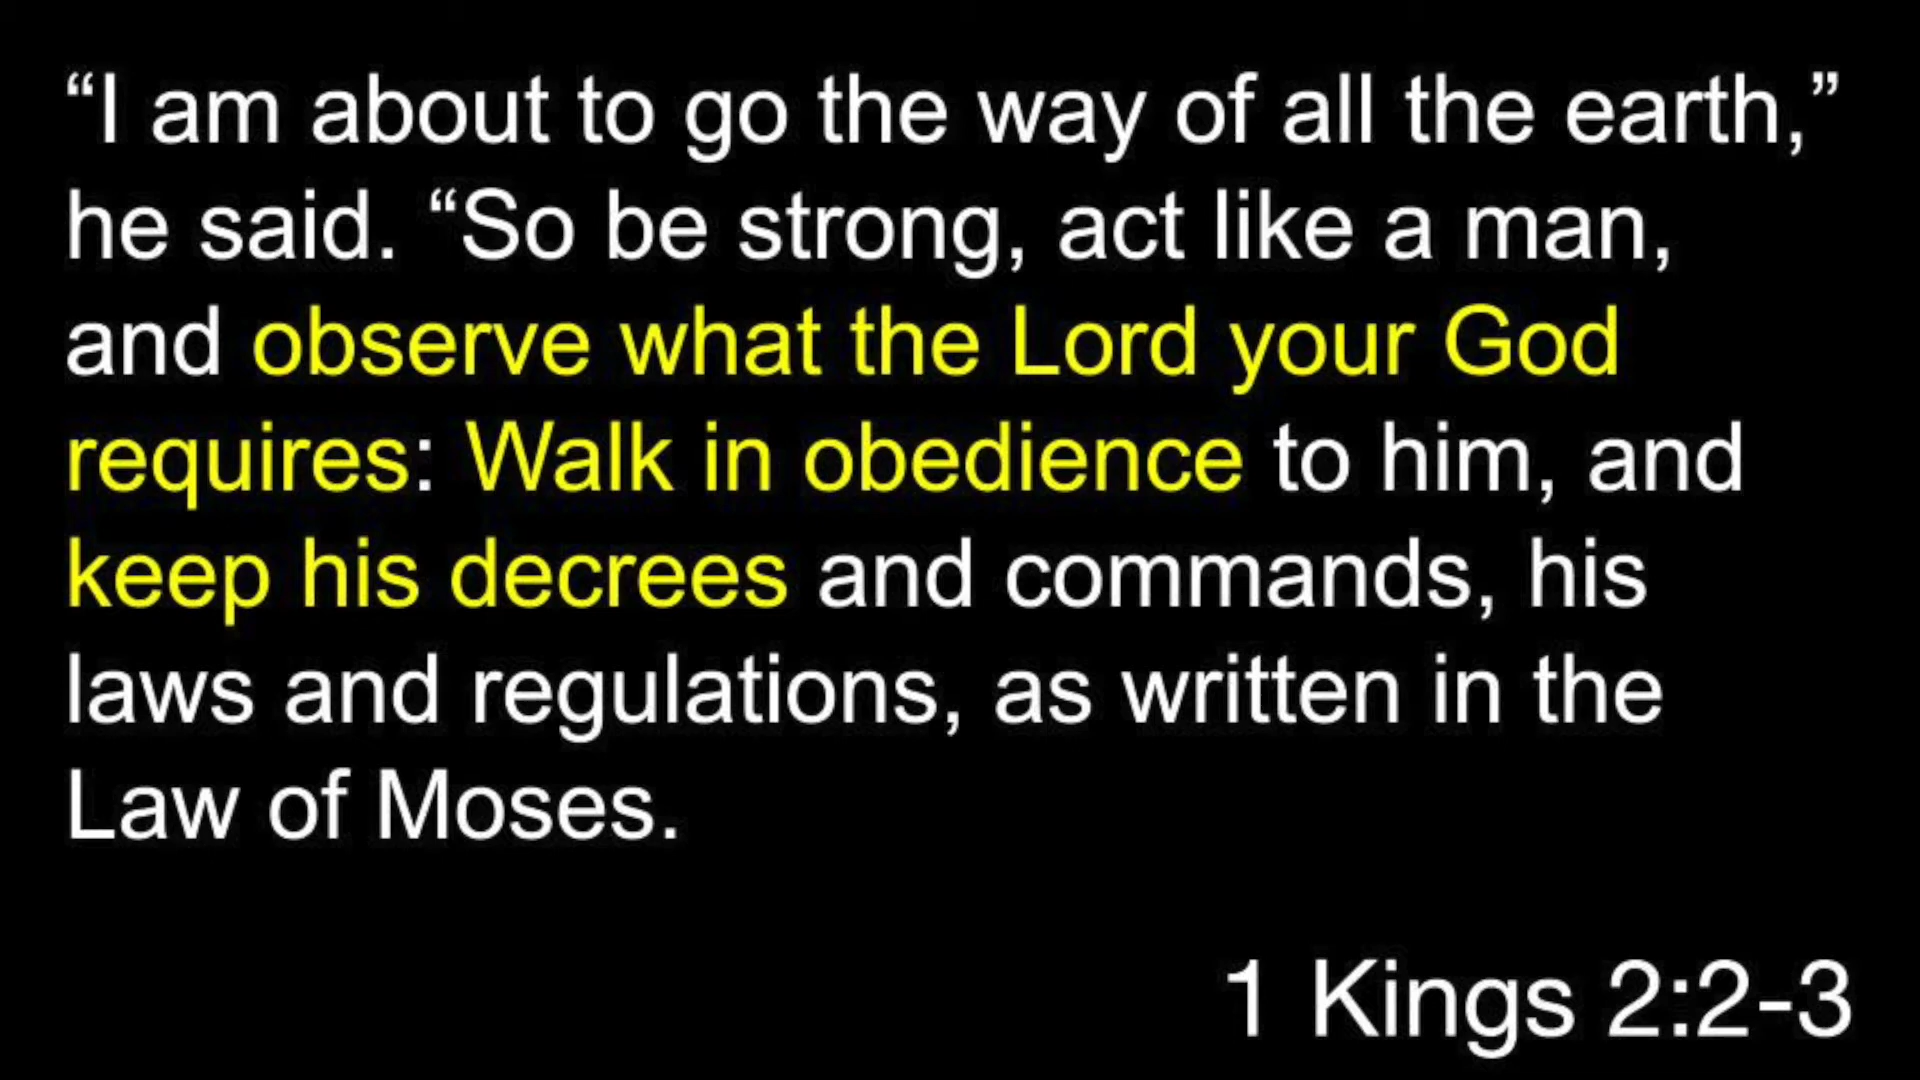 “I am about to go the way of all the earth,”
he said. “So be strong, act like a man,
and observe what the Lord your God
requires: Walk in obedience to him, and
keep his decrees and commands, his
laws and regulations, as written in the
Law of Moses.
1 Kings 2:2-3